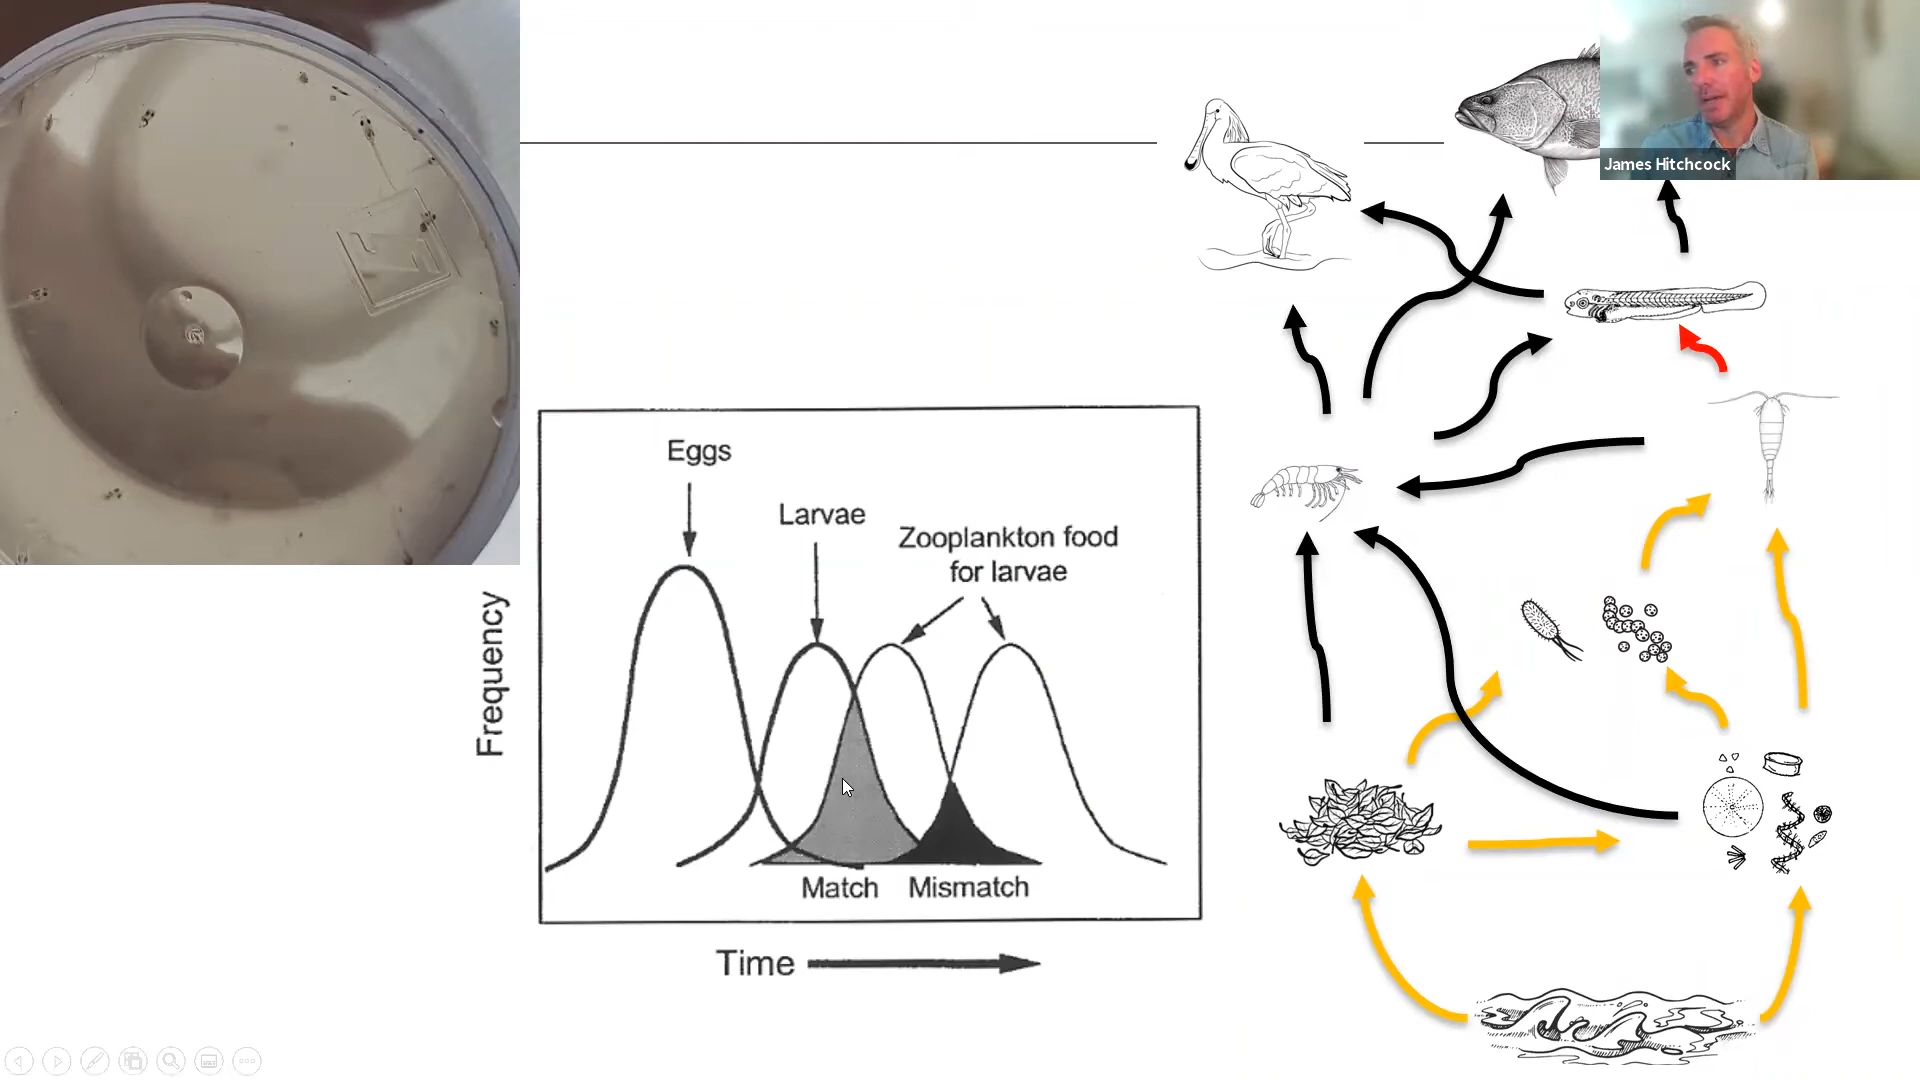 James Hitchcock
Eggs
Larvae
Zooplankton food
for larvae
Frequency
Match
Mismatch
Time